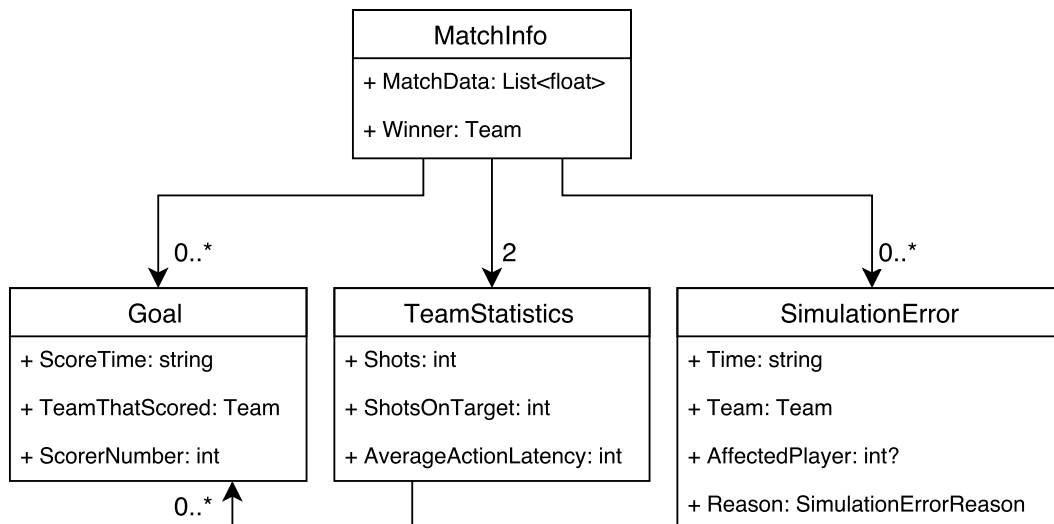 MatchInfo
+ MatchData: List<float>
+ Winner: Team
0..*
2
0..*
Goal
+ ScoreTime: string
+ TeamThatScored: Team
+ ScorerNumber: int
0..*
TeamStatistics
+ Shots: int
+ ShotsOnTarget: int
+ AverageActionLatency: int
SimulationError
+ Time: string
+ Team: Team
+ AffectedPlayer: int?
+ Reason: SimulationErrorReason